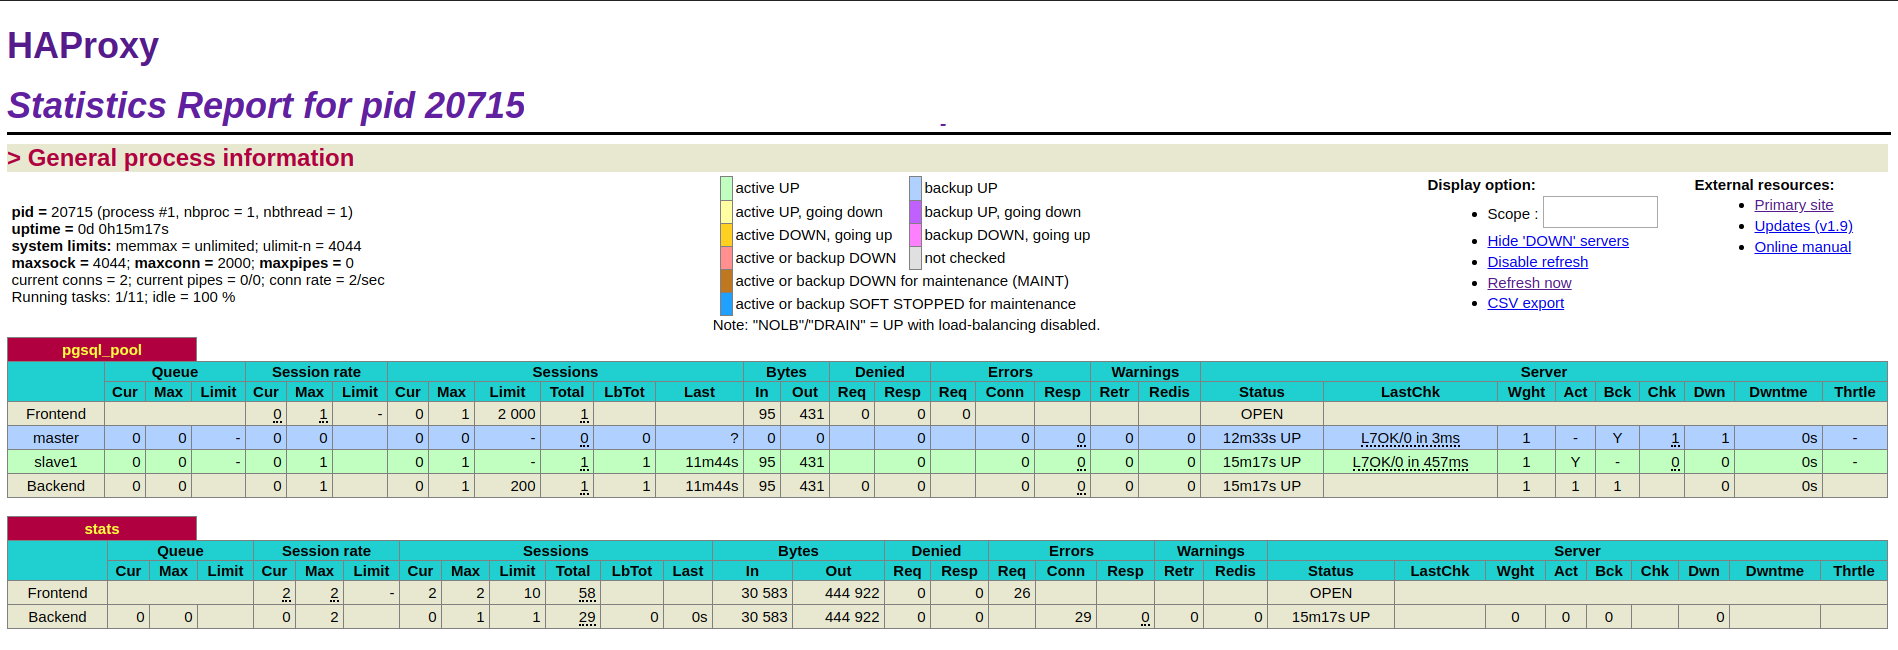 HAProxy
Statistics Report for pid 20715
> General process information
pid = 20715 (process #1, nbproc = 1, nbthread = 1)
uptime = 0d 0h15m17s
system limits: memmax = unlimited; ulimit-n = 4044
maxsock = 4044; maxconn = 2000; maxpipes = 0
current conns = 2; current pipes = 0/0; conn rate = 2/sec
Running tasks: 1/11; idle = 100 %
active UP backup UP
active UP, going down backup UP, going down
active DOWN, going up backup DOWN, going up
active or backup DOWN not checked
active or backup DOWN for maintenance (MAINT)
active or backup SOFT STOPPED for maintenance
Note: "NOLB"/"DRAIN" = UP with load-balancing disabled.
Display option:
Scope :
Hide 'DOWN' servers
Disable refresh
Refresh now
CSV export
External resources:
Primary site
Updates (v1.9)
Online manual
pgsql_pool
Queue Session rate Sessions Bytes Denied Errors Warnings Server
Cur Max Limit Cur Max Limit Cur Max Limit Total LbTot Last In Out Req Resp Req Conn Resp Retr Redis Status LastChk Wght Act Bck Chk Dwn Dwntme Thrtle
Frontend 0 1 - 0 1 2 000 1 95 431 0 0 0 OPEN
master 0 0 - 0 0 0 0 - 0 0 ? 0 0 0 0 0 0 0 12m33s UP L7OK/0 in 3ms 1 - Y 1 1 0s -
slave1 0 0 - 0 1 0 1 - 1 1 11m44s 95 431 0 0 0 0 0 15m17s UP L7OK/0 in 457ms 1 Y - 0 0 0s -
Backend 0 0 0 1 0 1 200 1 1 11m44s 95 431 0 0 0 0 0 0 15m17s UP 1 1 1 0 0s
stats
Queue Session rate Sessions Bytes Denied Errors Warnings Server
Cur Max Limit Cur Max Limit Cur Max Limit Total LbTot Last In Out Req Resp Req Conn Resp Retr Redis Status LastChk Wght Act Bck Chk Dwn Dwntme Thrtle
Frontend 2 2 - 2 2 10 58 30 583 444 922 0 0 26 OPEN
Backend 0 0 0 2 0 1 1 29 0 0s 30 583 444 922 0 0 29 0 0 0 15m17s UP 0 0 0 0